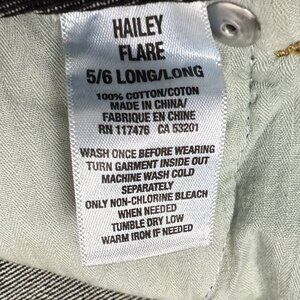 HAILEY
FLARE
5/6 LONG/LONG
100% COTTON/COTON
MADE IN CHINA/
FABRIQUE EN CHINE
RN 117476 CA 53201
WASH ONCE BEFORE WEARING
TURN GARMENT INSIDE OUT
MACHINE WASH COLD
SEPARATELY
ONLY NON-CHLORINE BLEACH
WHEN NEEDED
TUMBLE DRY LOW
WARM IRON IF NEEDED